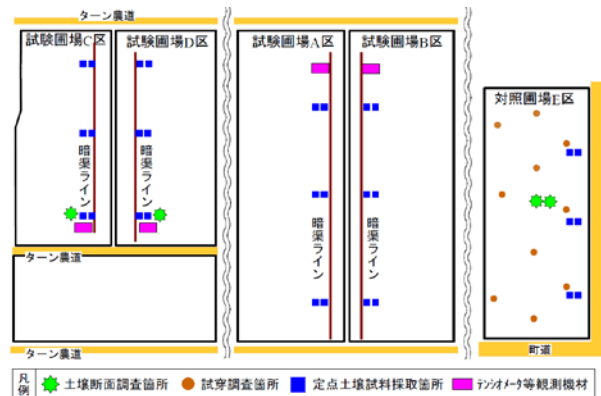 ターン農道
試験圃場C区
試験圃場D区
試験圃場A区
試験圃場B区
対照圃場E区
暗渠ライン
暗渠ライン
暗渠ライン
暗渠ライン
ターン農道
ターン農道
町道
凡例
土壌断面調査箇所
試穿調査箇所
定点土壌試料採取箇所
テンシオメータ等観測機材